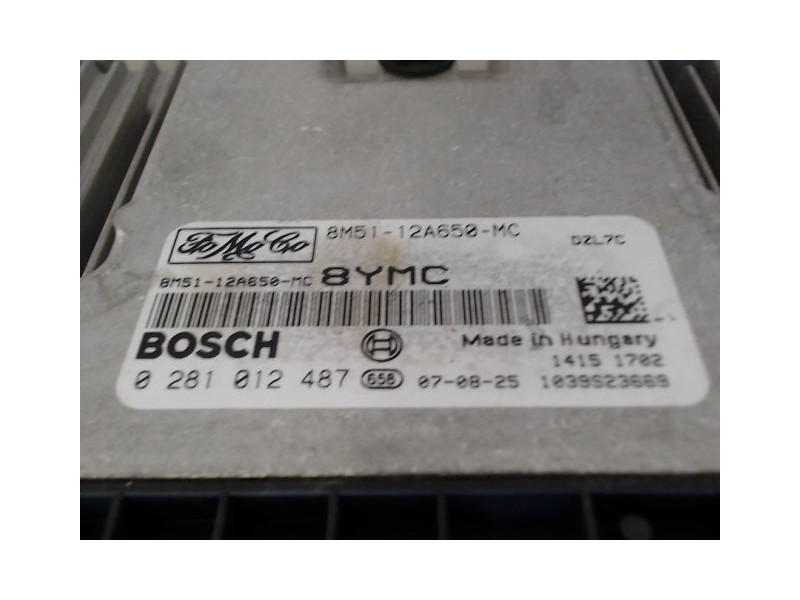 FoMoCo 8M51-12A650-MC DZL7C
8M51-12A650-MC 8YMC
BOSCH Made in Hungary
1415 1702
0 281 012 487 658 07-08-25 1039S23669